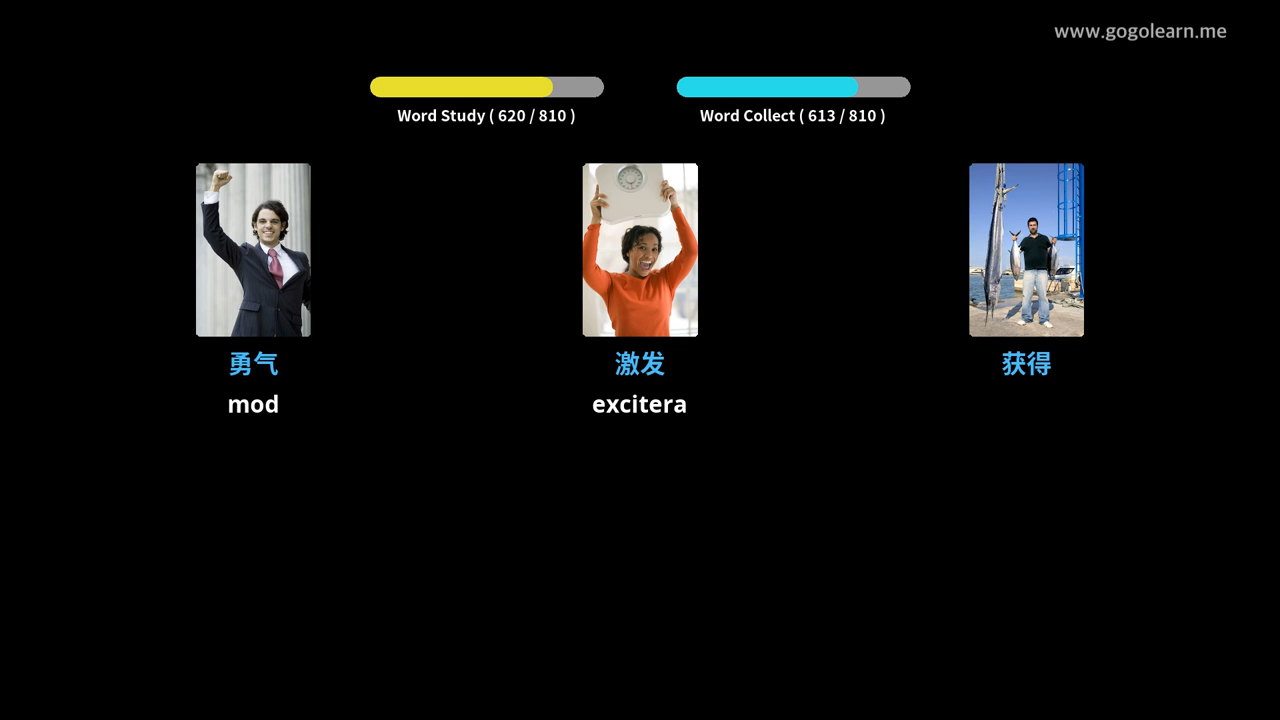 www.gogolearn.me
Word Study ( 620 / 810 )
Word Collect ( 613 / 810 )
勇气
激发
获得
mod
excitera